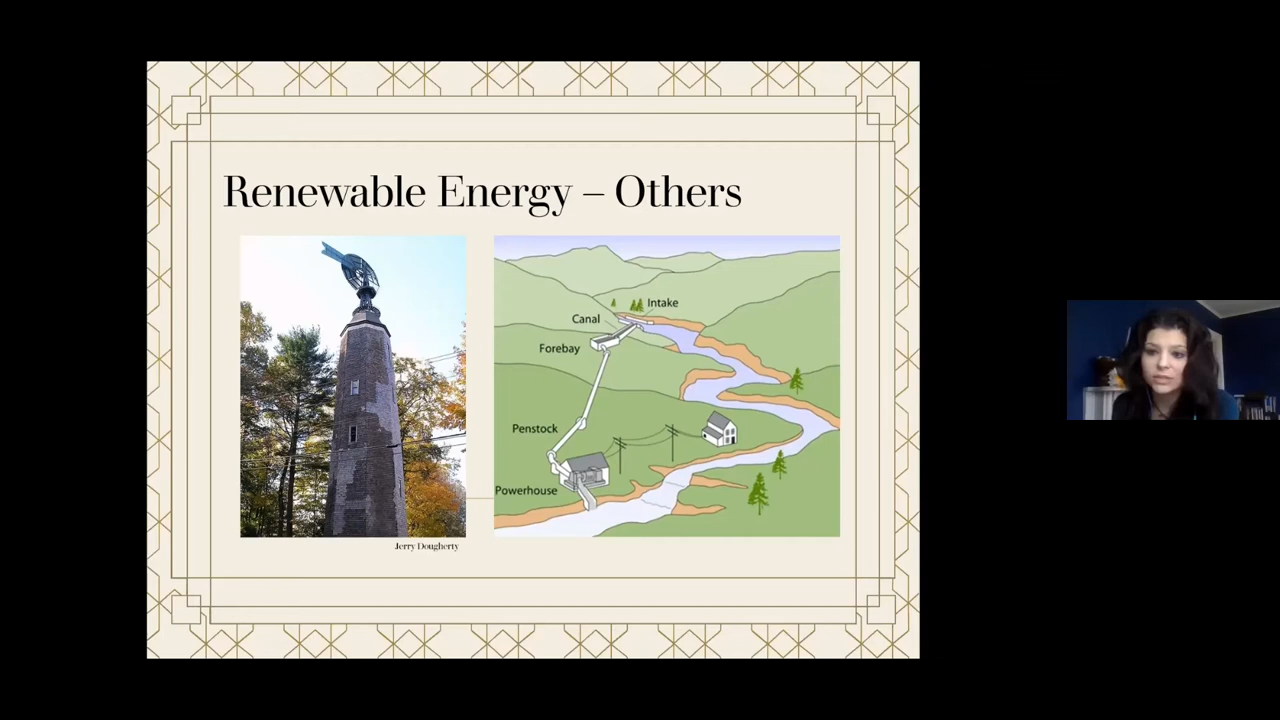 Renewable Energy – Others
Intake
Canal
Forebay
Penstock
Powerhouse
Jerry Dougherty